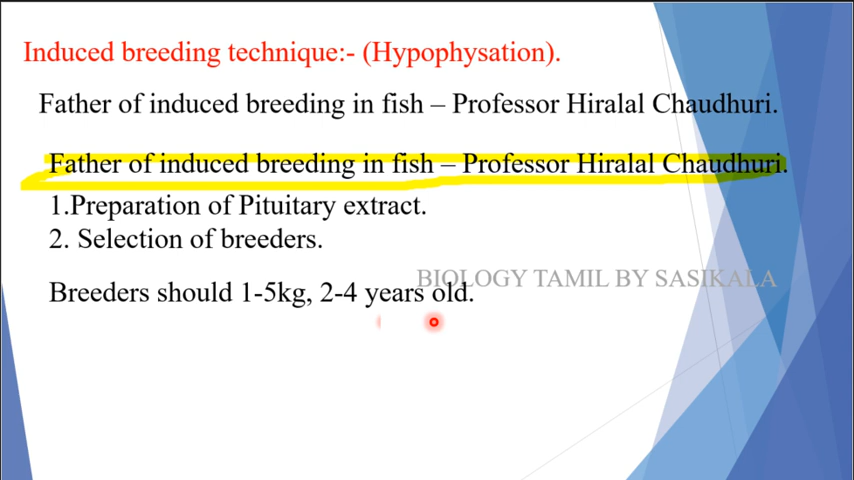 Induced breeding technique:- (Hypophysation).
Father of induced breeding in fish – Professor Hiralal Chaudhuri.
Father of induced breeding in fish – Professor Hiralal Chaudhuri.
1.Preparation of Pituitary extract.
2. Selection of breeders.
BIOLOGY TAMIL BY SASIKALA
Breeders should 1-5kg, 2-4 years old.